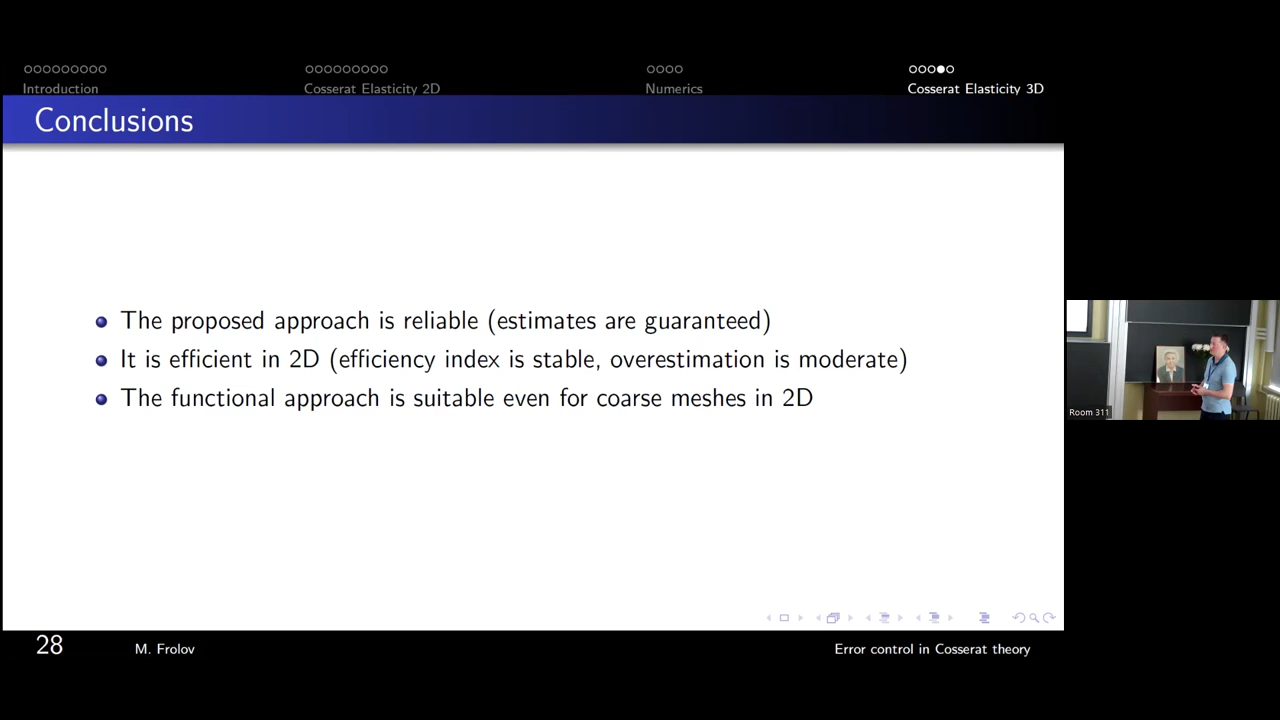 Introduction
Cosserat Elasticity 2D
Numerics
Cosserat Elasticity 3D
Conclusions
The proposed approach is reliable (estimates are guaranteed)
It is efficient in 2D (efficiency index is stable, overestimation is moderate)
The functional approach is suitable even for coarse meshes in 2D
Room 311
28
M. Frolov
Error control in Cosserat theory